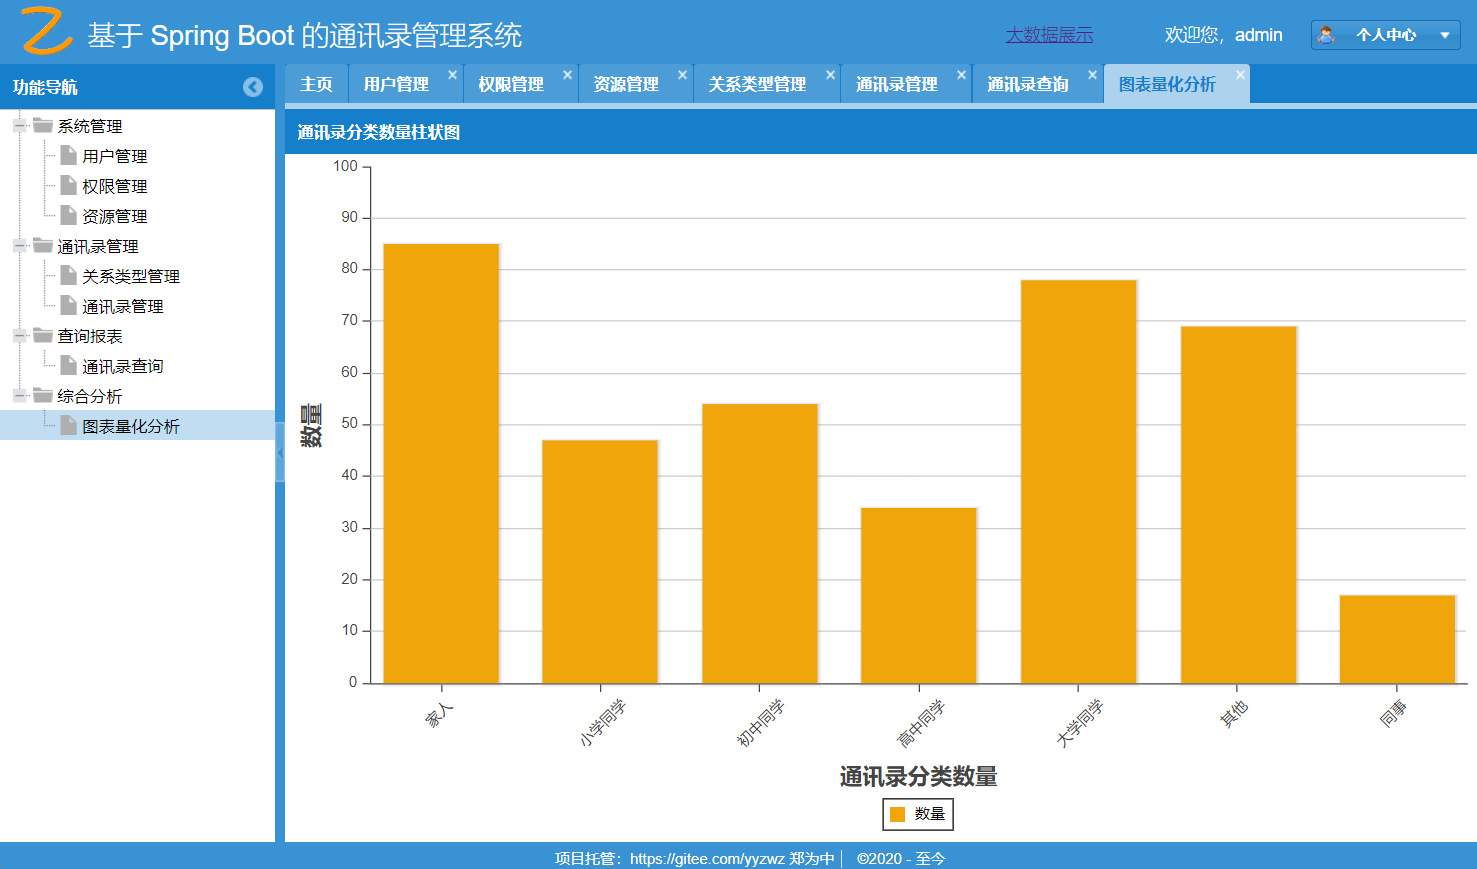 基于 Spring Boot 的通讯录管理系统
大数据展示
欢迎您，admin
个人中心
功能导航
系统管理
用户管理
权限管理
资源管理
通讯录管理
关系类型管理
通讯录管理
查询报表
通讯录查询
综合分析
图表量化分析
主页 用户管理 权限管理 资源管理 关系类型管理 通讯录管理 通讯录查询 图表量化分析
通讯录分类数量柱状图
100
90
80
70
60
50
40
30
20
10
0
数量
家人 小学同学 初中同学 高中同学 大学同学 其他 同事
通讯录分类数量
数量
项目托管：https://gitee.com/yyzwz 郑为中 | ©2020 - 至今